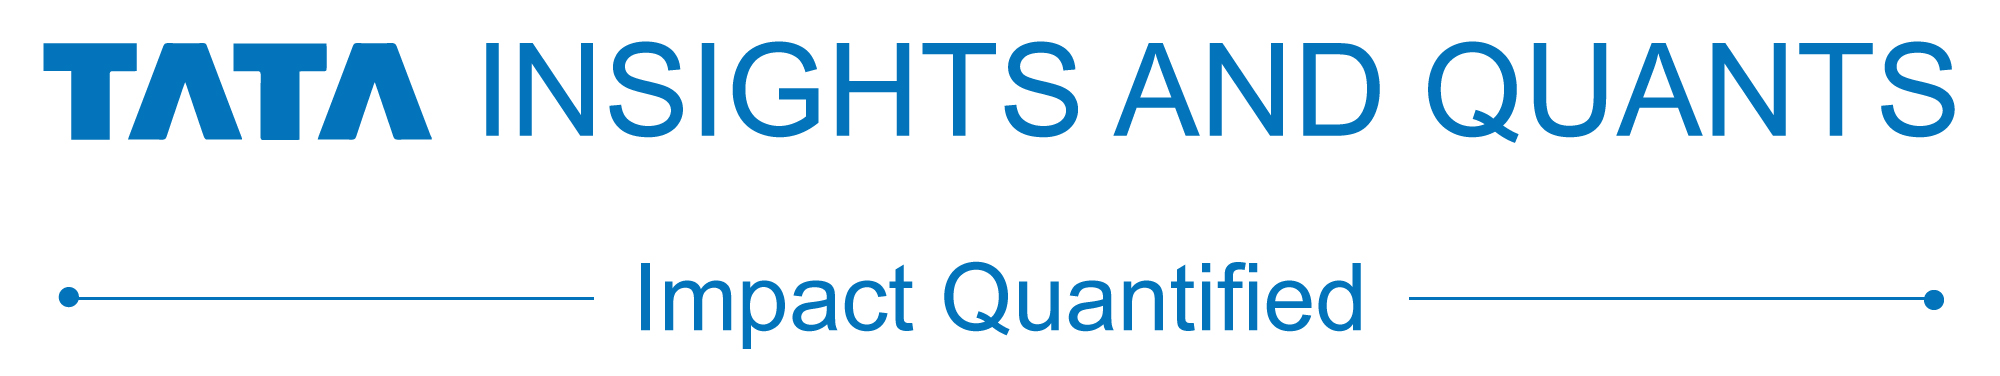 TATA INSIGHTS AND QUANTS
Impact Quantified